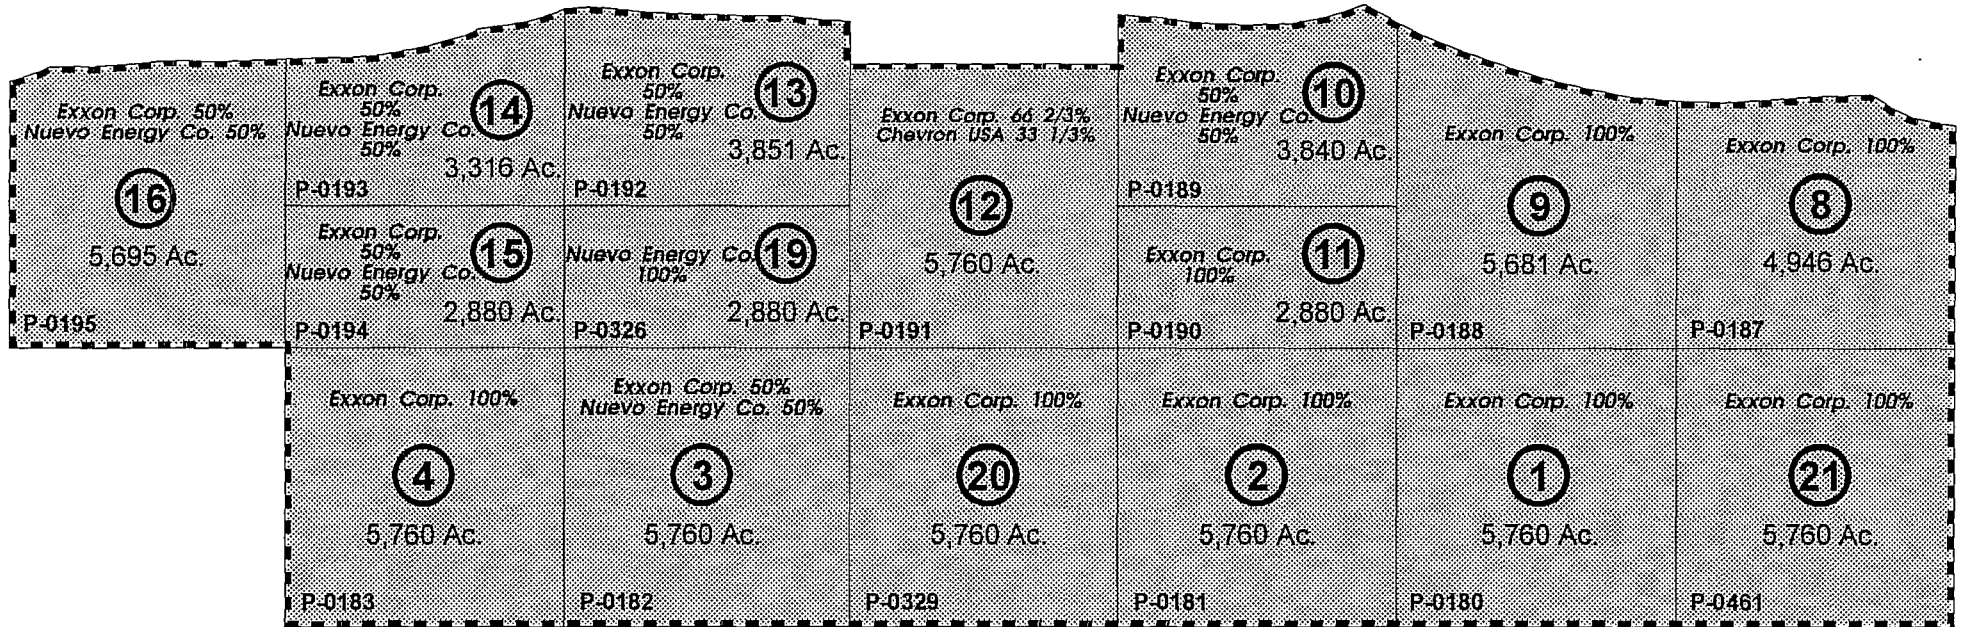 Exxon Corp. 50%
Nuevo Energy Co. 50%
16
5,695 Ac.
P-0195
Exxon Corp.
50%
Nuevo Energy Co.
50%
14
3,316 Ac.
P-0193
Exxon Corp.
50%
Nuevo Energy Co.
50%
13
3,851 Ac.
P-0192
Exxon Corp. 66 2/3%
Chevron USA 33 1/3%
12
5,760 Ac.
P-0191
Exxon Corp.
50%
Nuevo Energy Co.
50%
10
3,840 Ac.
P-0189
Exxon Corp. 100%
9
5,681 Ac.
P-0188
Exxon Corp. 100%
8
4,946 Ac.
P-0187
Exxon Corp.
50%
Nuevo Energy Co.
50%
15
2,880 Ac.
P-0194
Nuevo Energy Co.
100%
19
2,880 Ac.
P-0326
Exxon Corp.
100%
11
2,880 Ac.
P-0190
Exxon Corp. 100%
4
5,760 Ac.
P-0183
Exxon Corp. 50%
Nuevo Energy Co. 50%
3
5,760 Ac.
P-0182
Exxon Corp. 100%
20
5,760 Ac.
P-0329
Exxon Corp. 100%
2
5,760 Ac.
P-0181
Exxon Corp. 100%
1
5,760 Ac.
P-0180
Exxon Corp. 100%
21
5,760 Ac.
P-0461